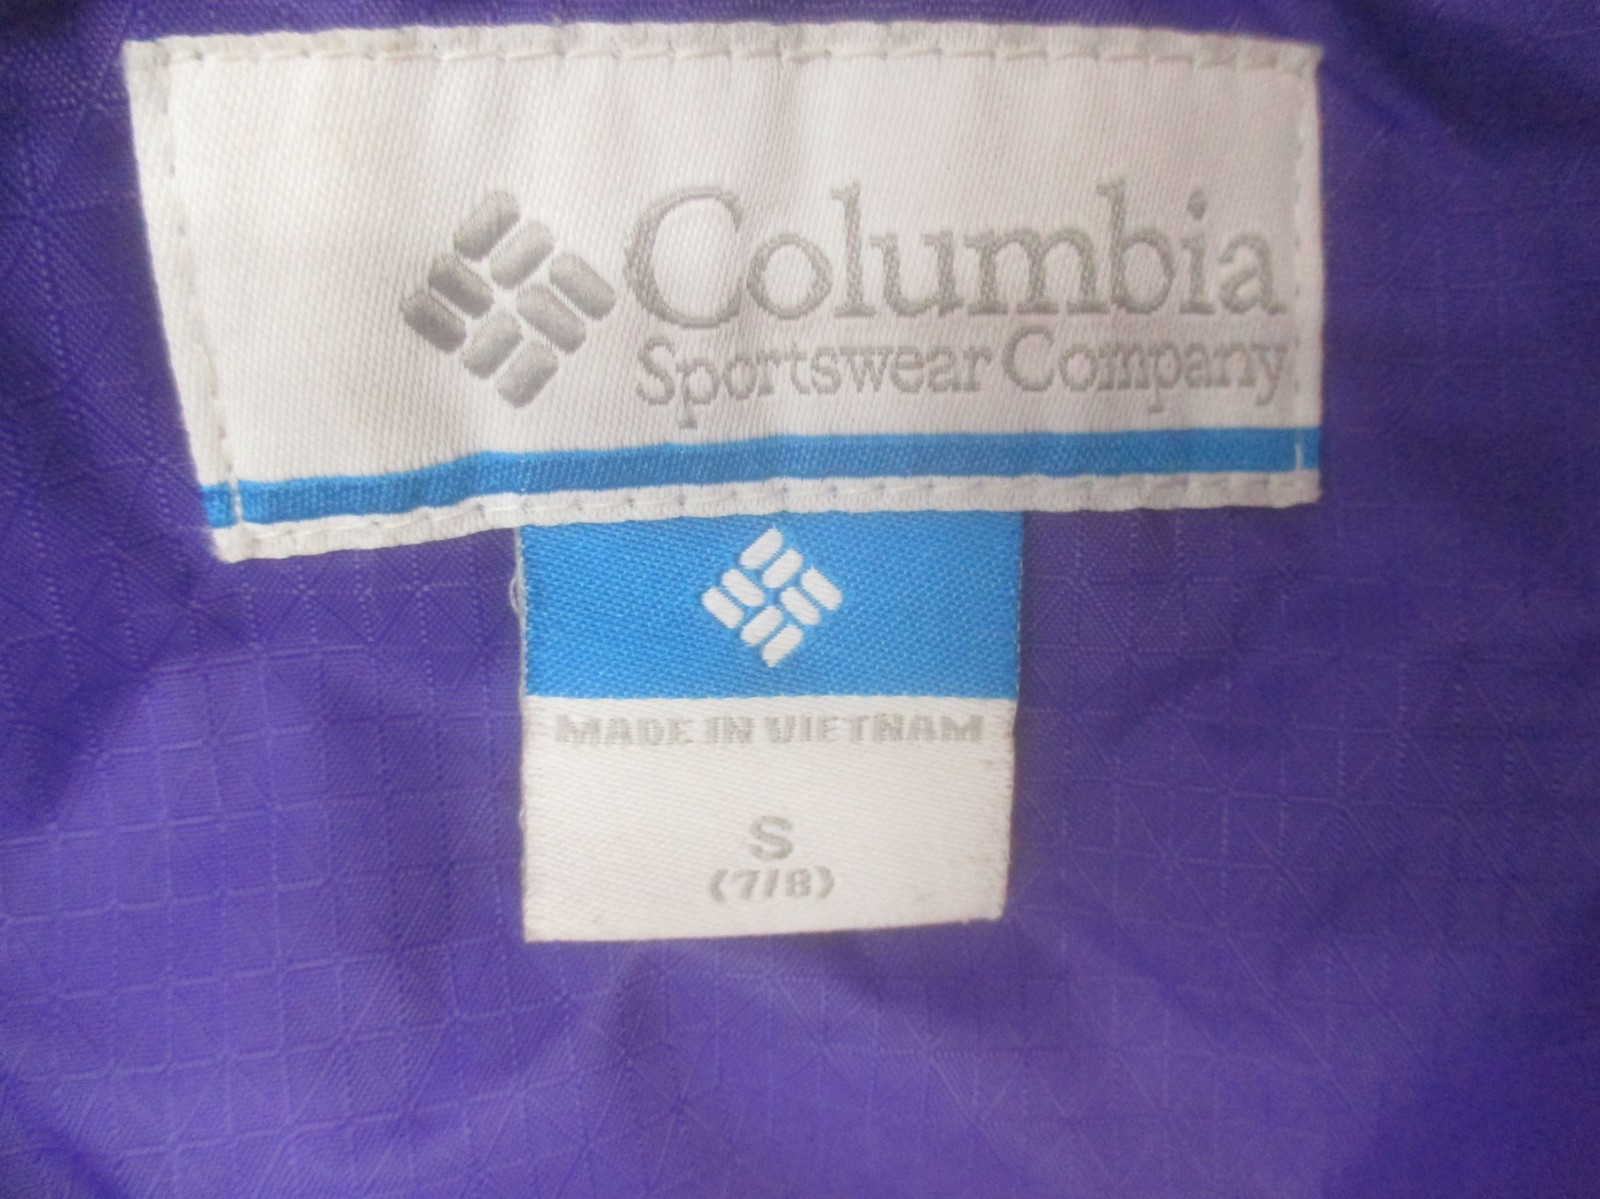 Columbia
Sportswear Company
MADE IN VIETNAM
S
(7/8)